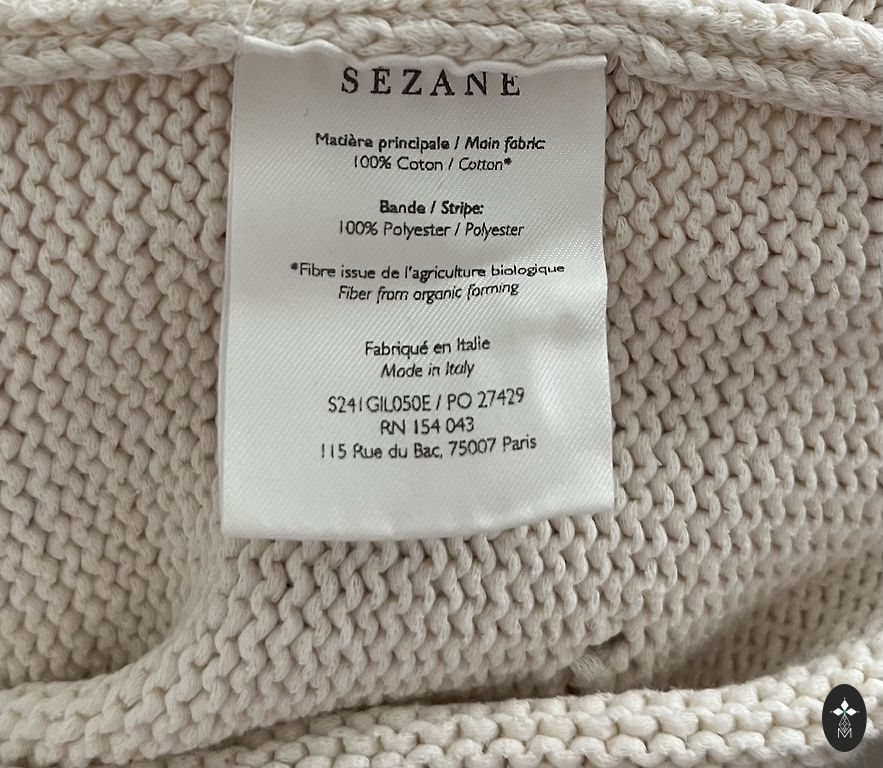 SĒZANE
Matière principale / Main fabric:
100% Coton / Cotton*
Bande / Stripe:
100% Polyester / Polyester
*Fibre issue de l'agriculture biologique
Fiber from organic farming
Fabriqué en Italie
Made in Italy
S241GIL050E / PO 27429
RN 154 043
115 Rue du Bac, 75007 Paris